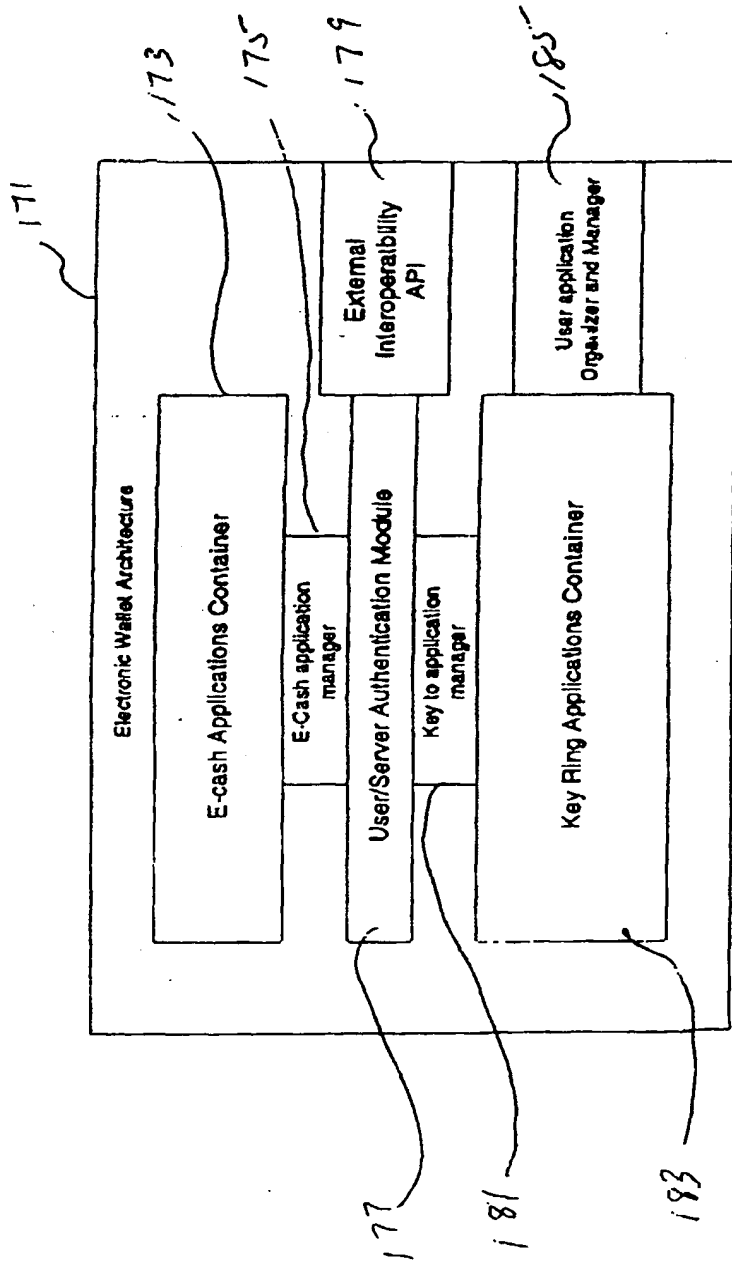 171
173
175
179
185
Electronic Wallet Architecture
E-cash Applications Container
E-Cash application
manager
User/Server Authentication Module
External
Interoperatibility
API
Key to application
manager
Key Ring Applications Container
User application
Organizer and Manager
177
181
183